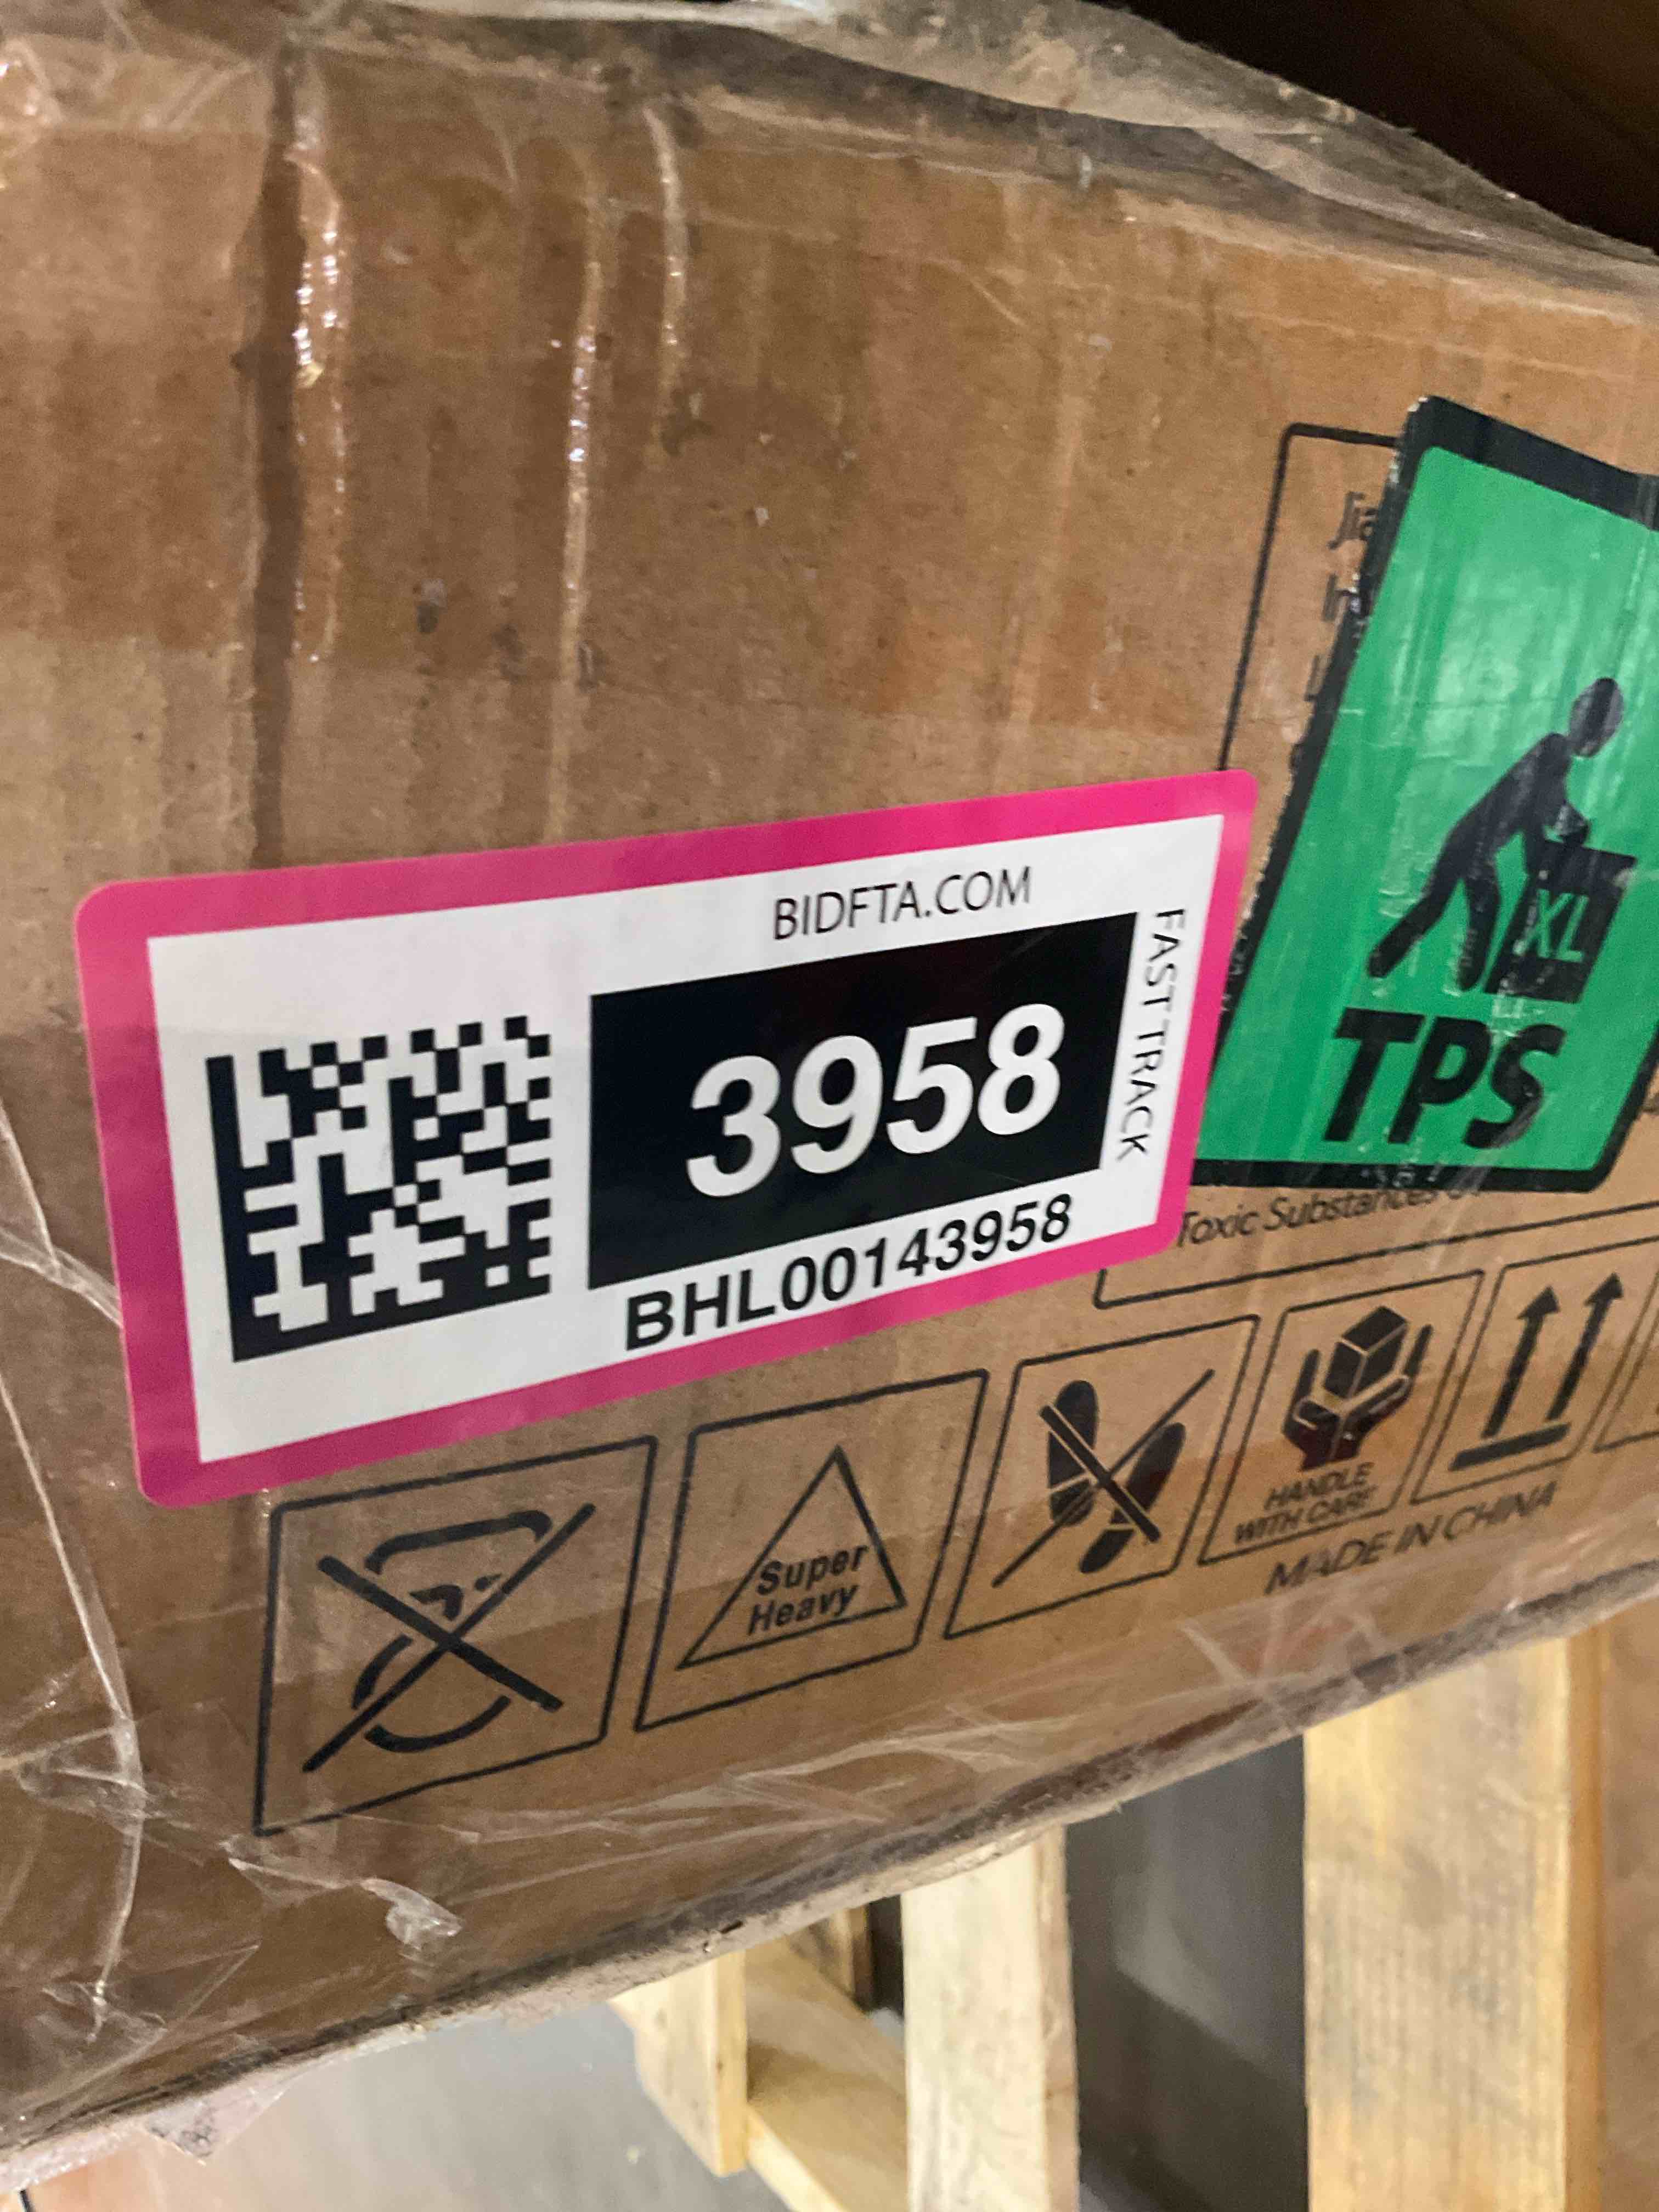 BIDFTA.COM
3958
FAST TRACK
BHL00143958
XL
TPS
Toxic Substances
Super
Heavy
HANDLE
WITH CARE
MADE IN CHINA